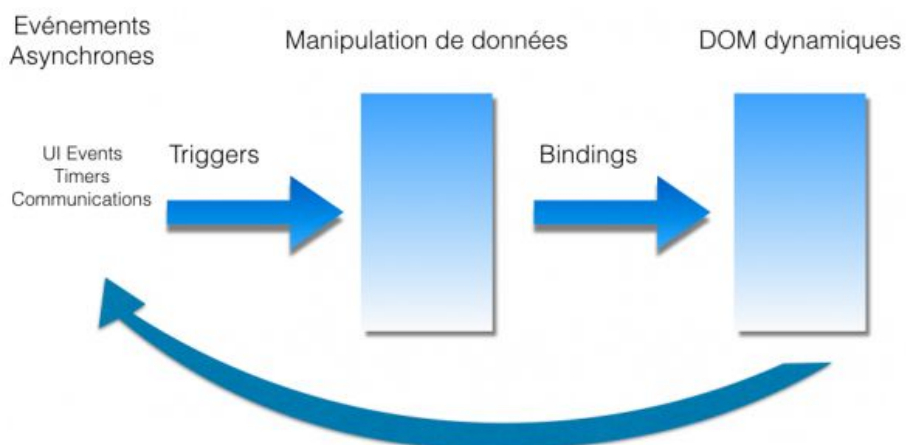 Evénements
Asynchrones
Manipulation de données
DOM dynamiques
UI Events
Timers
Communications
Triggers
Bindings